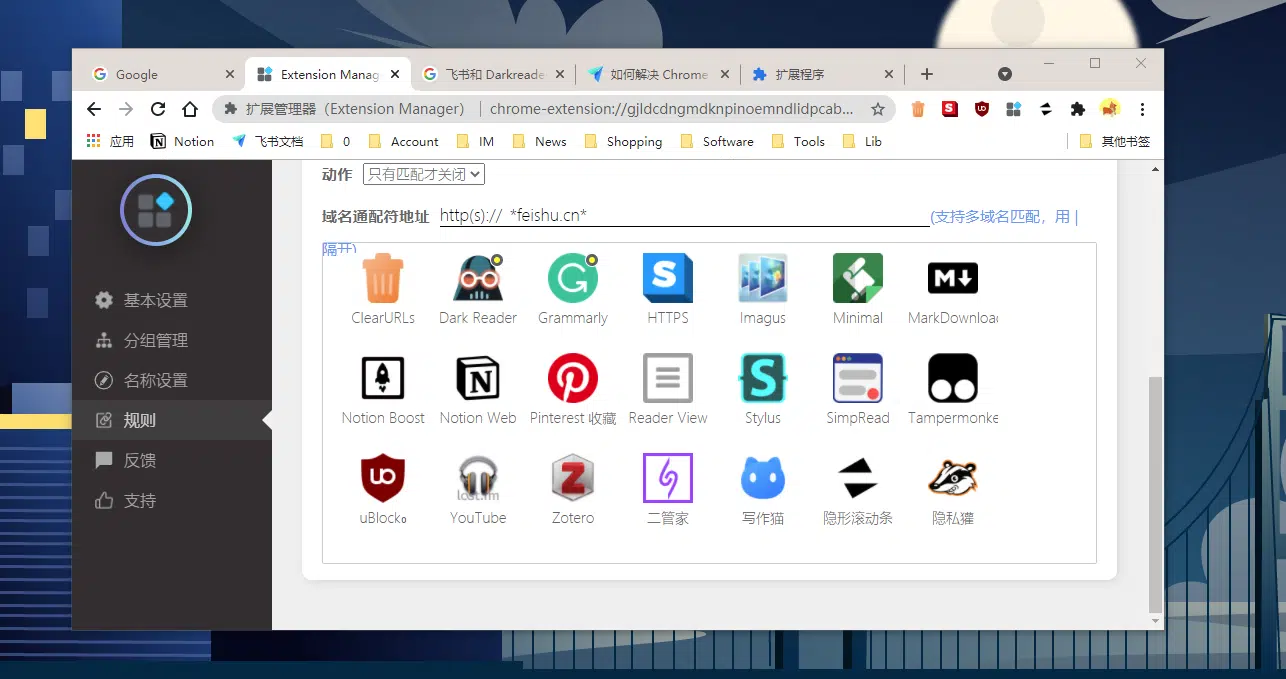 Google
Extension Manag
飞书和 Darkreade
如何解决 Chrome
扩展程序
扩展管理器（Extension Manager）
chrome-extension://gjldcdngmdknpinoemndlidpcab...
应用
Notion
飞书文档
0
Account
IM
News
Shopping
Software
Tools
Lib
其他书签
动作
只有匹配才关闭
域名通配符地址
http(s)://
*feishu.cn*
(支持多域名匹配，用 |
隔开)
ClearURLs
Dark Reader
Grammarly
HTTPS
Imagus
Minimal
MarkDownload
Notion Boost
Notion Web
Pinterest 收藏
Reader View
Stylus
SimpRead
Tampermonke
uBlock₀
YouTube
Zotero
二管家
写作猫
隐形滚动条
隐私獾
基本设置
分组管理
名称设置
规则
反馈
支持